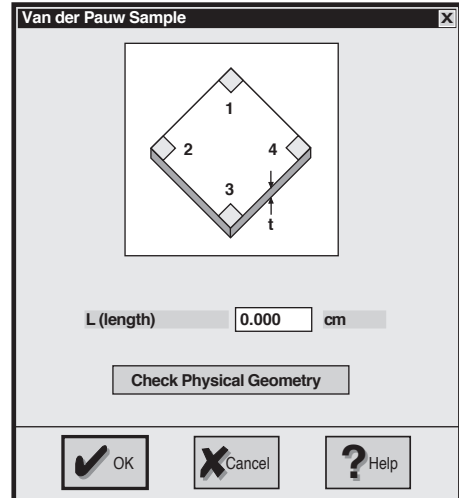 Van der Pauw Sample X
1
2 4
3
t
L (length) 0.000 cm
Check Physical Geometry
OK Cancel ? Help